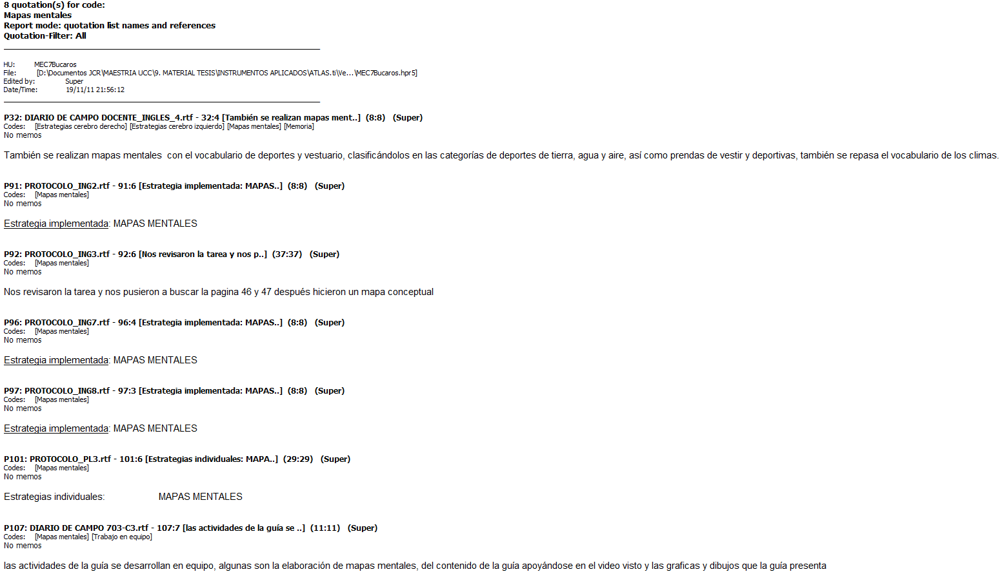 8 quotation(s) for code:
Mapas mentales
Report mode: quotation list names and references
Quotation-Filter: All
HU: MEC7Bucaros
File: [D:\Documentos JCR\MAESTRIA UCC\9. MATERIAL TESIS\INSTRUMENTOS APLICADOS\ATLAS.ti\Ve...\MEC7Bucaros.hpr5]
Edited by: Super
Date/Time: 19/11/11 21:56:12
P32: DIARIO DE CAMPO DOCENTE_INGLES_4.rtf - 32:4 [También se realizan mapas ment..] (8:8) (Super)
Codes: [Estrategias cerebro derecho] [Estrategias cerebro izquierdo] [Mapas mentales] [Memoria]
No memos
También se realizan mapas mentales con el vocabulario de deportes y vestuario, clasificándolos en las categorías de deportes de tierra, agua y aire, así como prendas de vestir y deportivas, también se repasa el vocabulario de los climas.
P91: PROTOCOLO_ING2.rtf - 91:6 [Estrategia implementada: MAPAS..] (8:8) (Super)
Codes: [Mapas mentales]
No memos
Estrategia implementada: MAPAS MENTALES
P92: PROTOCOLO_ING3.rtf - 92:6 [Nos revisaron la tarea y nos p..] (37:37) (Super)
Codes: [Mapas mentales]
No memos
Nos revisaron la tarea y nos pusieron a buscar la pagina 46 y 47 después hicieron un mapa conceptual
P96: PROTOCOLO_ING7.rtf - 96:4 [Estrategia implementada: MAPAS..] (8:8) (Super)
Codes: [Mapas mentales]
No memos
Estrategia implementada: MAPAS MENTALES
P97: PROTOCOLO_ING8.rtf - 97:3 [Estrategia implementada: MAPAS..] (8:8) (Super)
Codes: [Mapas mentales]
No memos
Estrategia implementada: MAPAS MENTALES
P101: PROTOCOLO_PL3.rtf - 101:6 [Estrategias individuales: MAPA..] (29:29) (Super)
Codes: [Mapas mentales]
No memos
Estrategias individuales: MAPAS MENTALES
P107: DIARIO DE CAMPO 703-C3.rtf - 107:7 [las actividades de la guía se ..] (11:11) (Super)
Codes: [Mapas mentales] [Trabajo en equipo]
No memos
las actividades de la guía se desarrollan en equipo, algunas son la elaboración de mapas mentales, del contenido de la guía apoyándose en el video visto y las graficas y dibujos que la guía presenta